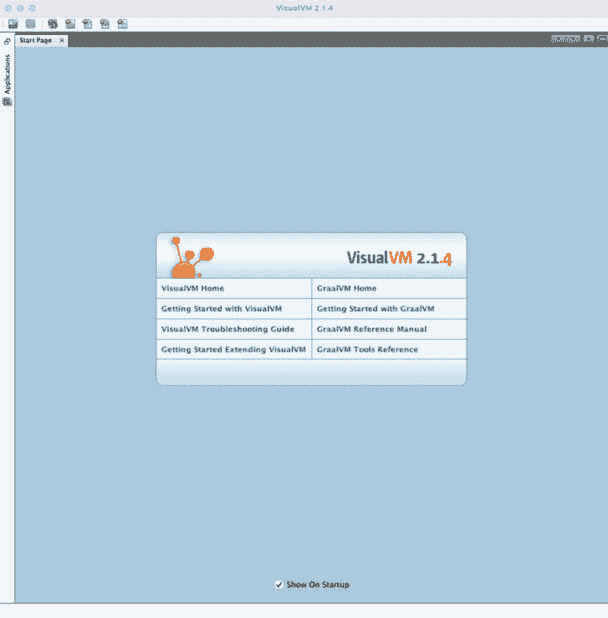 VisualVM 2.1.4
Start Page
Applications
VisualVM 2.1.4
VisualVM Home
GraalVM Home
Getting Started with VisualVM
Getting Started with GraalVM
VisualVM Troubleshooting Guide
GraalVM Reference Manual
Getting Started Extending VisualVM
GraalVM Tools Reference
Show On Startup